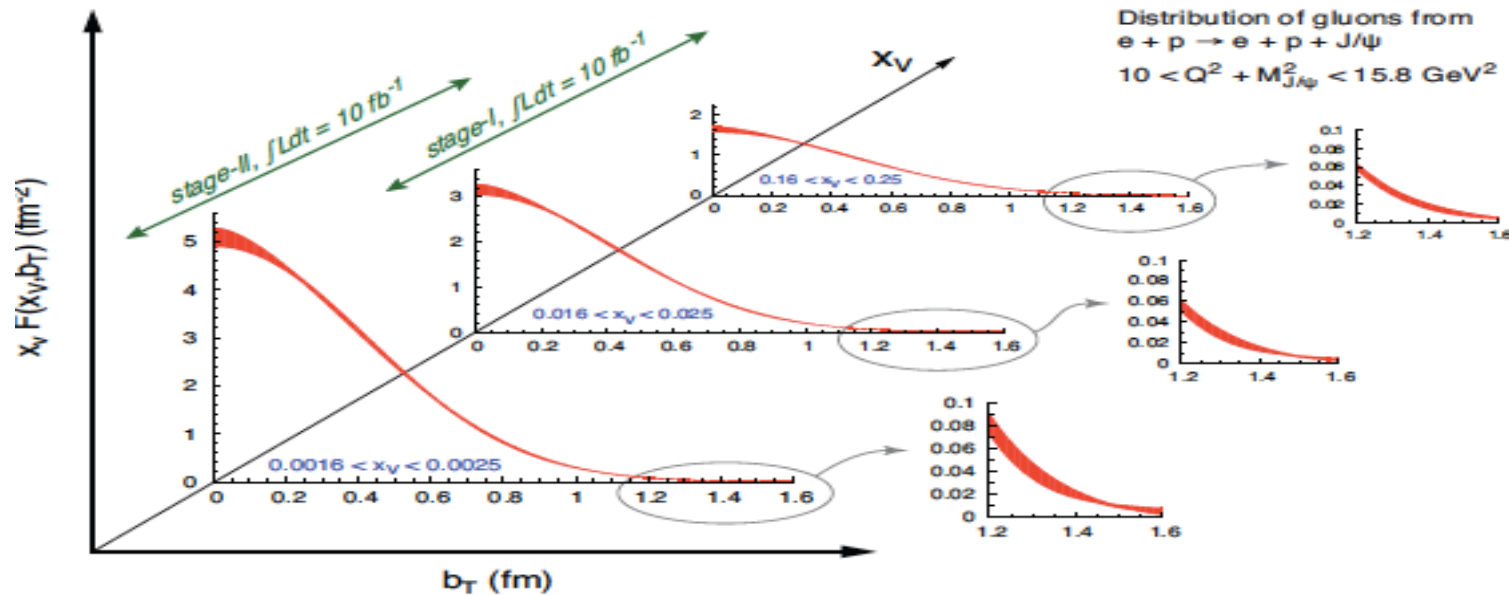 Distribution of gluons from
e + p → e + p + J/ψ
10 < Q² + M²J/ψ < 15.8 GeV²
stage-II, ∫Ldt = 10 fb⁻¹
stage-I, ∫Ldt = 10 fb⁻¹
xV
xV F(xV,bT) (fm⁻²)
bT (fm)
2
1
0
0.16 < xV < 0.25
0 0.2 0.4 0.6 0.8 1 1.2 1.4 1.6
0.1
0.08
0.06
0.04
0.02
0
1.2 1.4 1.6
3
2
1
0
0.016 < xV < 0.025
0 0.2 0.4 0.6 0.8 1 1.2 1.4 1.6
0.1
0.08
0.06
0.04
0.02
0
1.2 1.4 1.6
5
4
3
2
1
0
0.0016 < xV < 0.0025
0 0.2 0.4 0.6 0.8 1 1.2 1.4 1.6
0.1
0.08
0.06
0.04
0.02
0
1.2 1.4 1.6